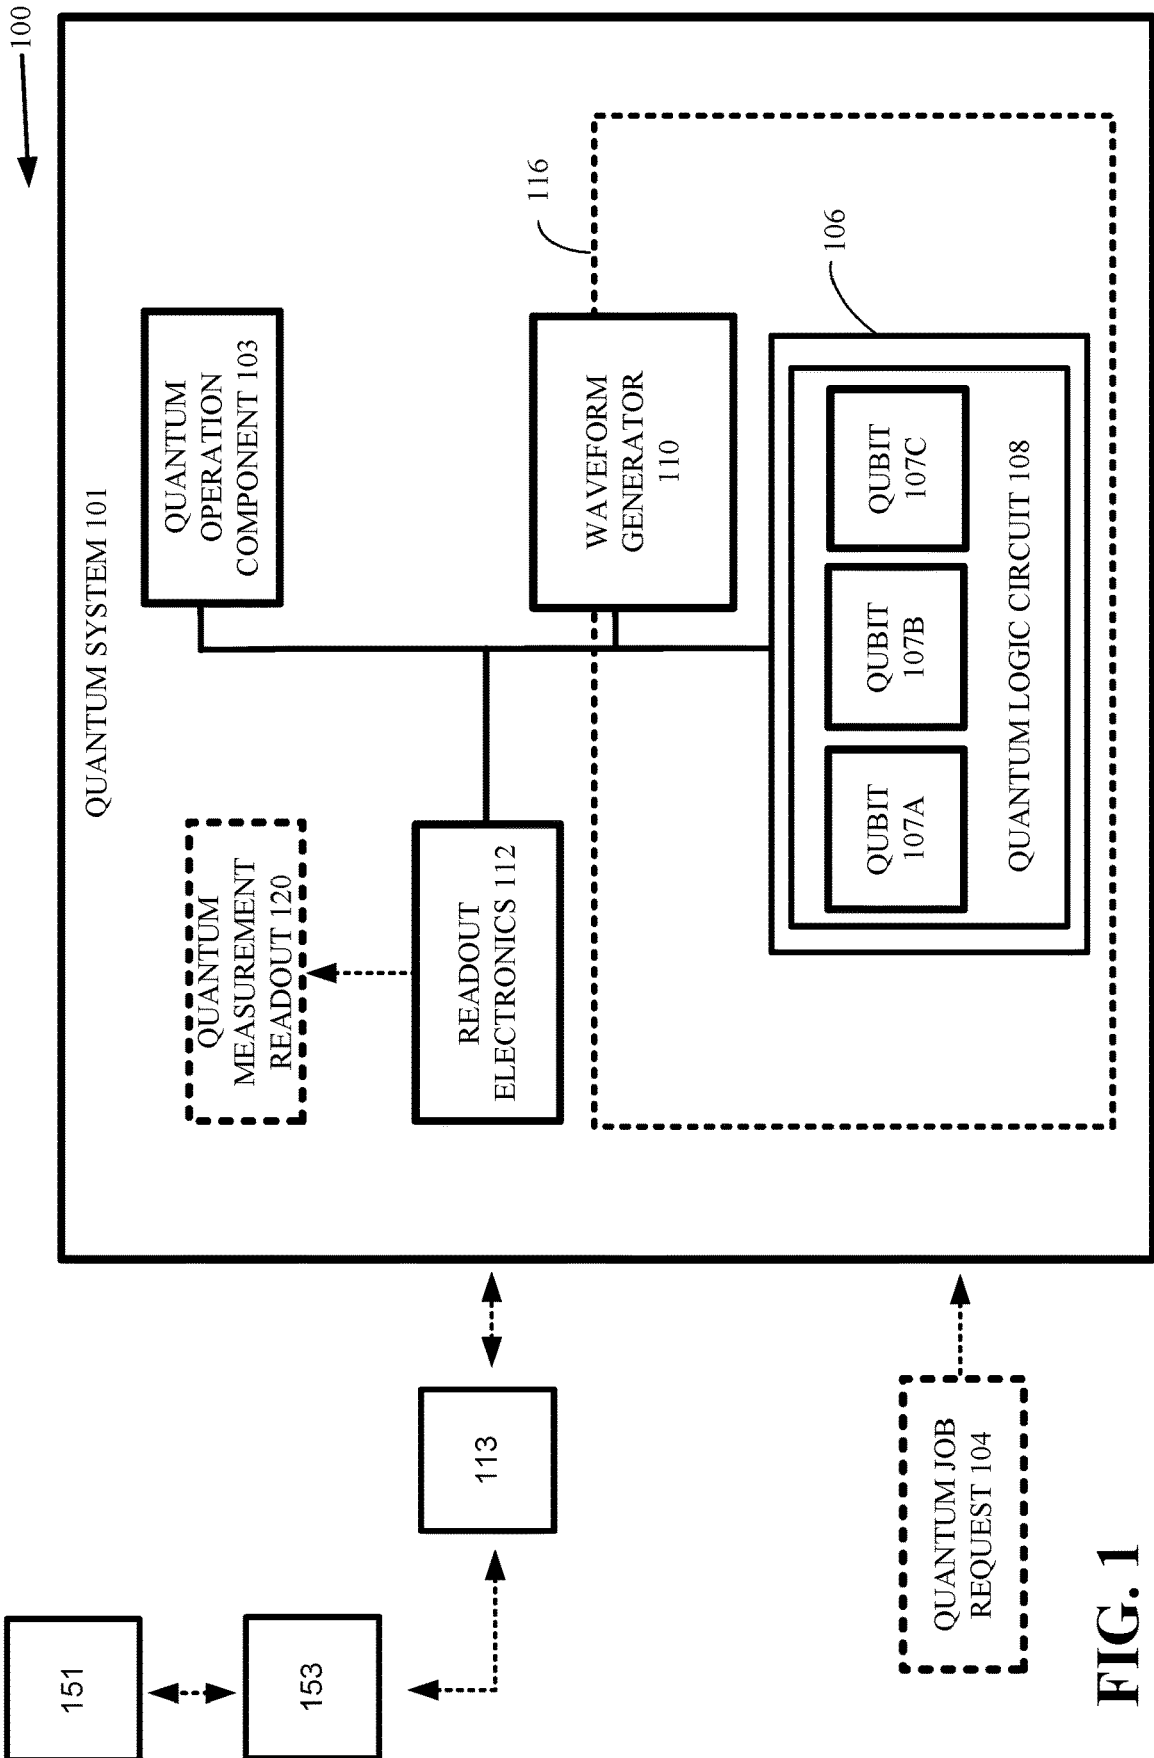 100
QUANTUM SYSTEM 101
QUANTUM
OPERATION
COMPONENT 103
QUANTUM
MEASUREMENT
READOUT 120
READOUT
ELECTRONICS 112
WAVEFORM
GENERATOR
110
116
106
QUBIT
107A
QUBIT
107B
QUBIT
107C
QUANTUM LOGIC CIRCUIT 108
151
153
113
QUANTUM JOB
REQUEST 104
FIG. 1